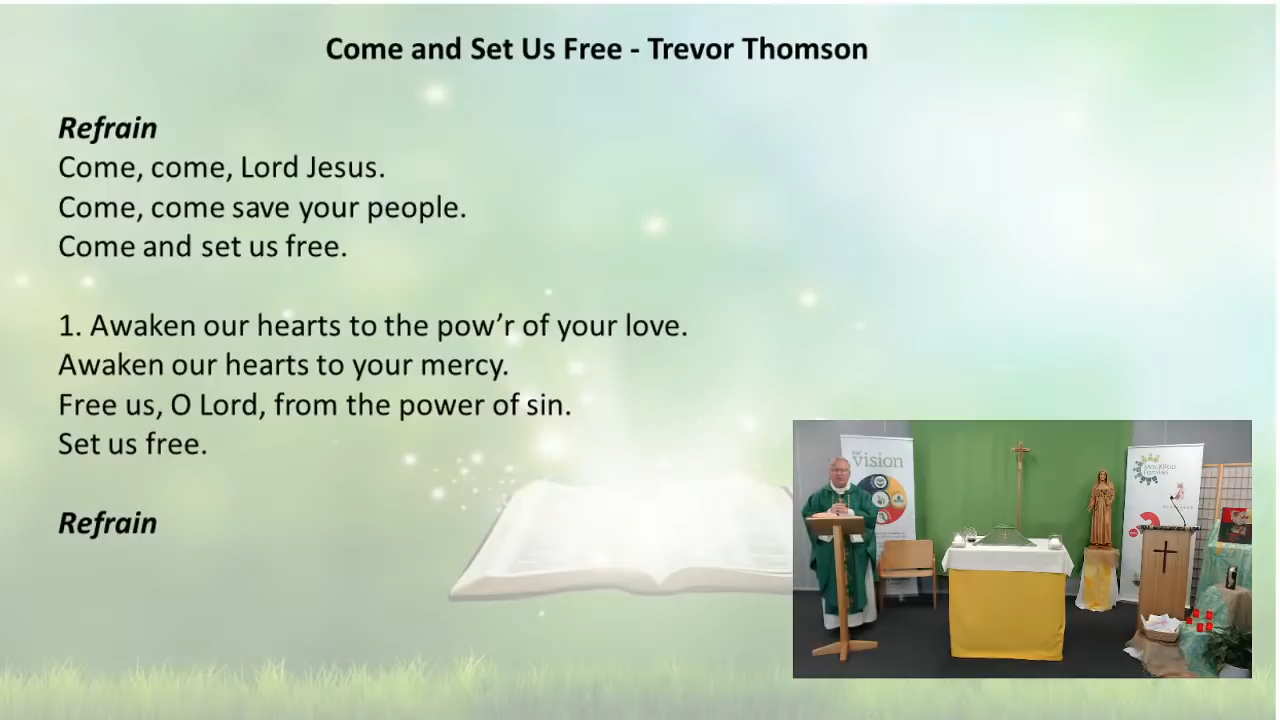 Come and Set Us Free - Trevor Thomson
Refrain
Come, come, Lord Jesus.
Come, come save your people.
Come and set us free.
1. Awaken our hearts to the pow’r of your love.
Awaken our hearts to your mercy.
Free us, O Lord, from the power of sin.
Set us free.
Refrain
vision
MacKillop
Families